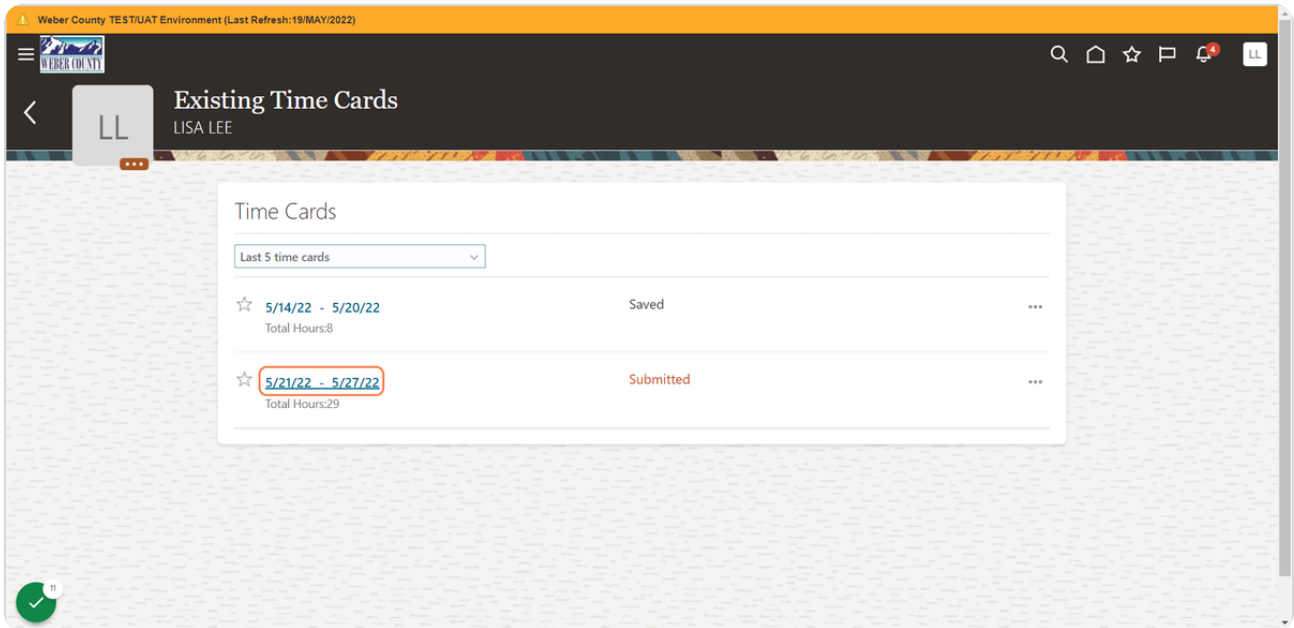 Weber County TEST/UAT Environment (Last Refresh:19/MAY/2022)
WEBER COUNTY
4
LL
LL
Existing Time Cards
LISA LEE
Time Cards
Last 5 time cards
5/14/22 - 5/20/22
Saved
Total Hours:8
5/21/22 - 5/27/22
Submitted
Total Hours:29
11